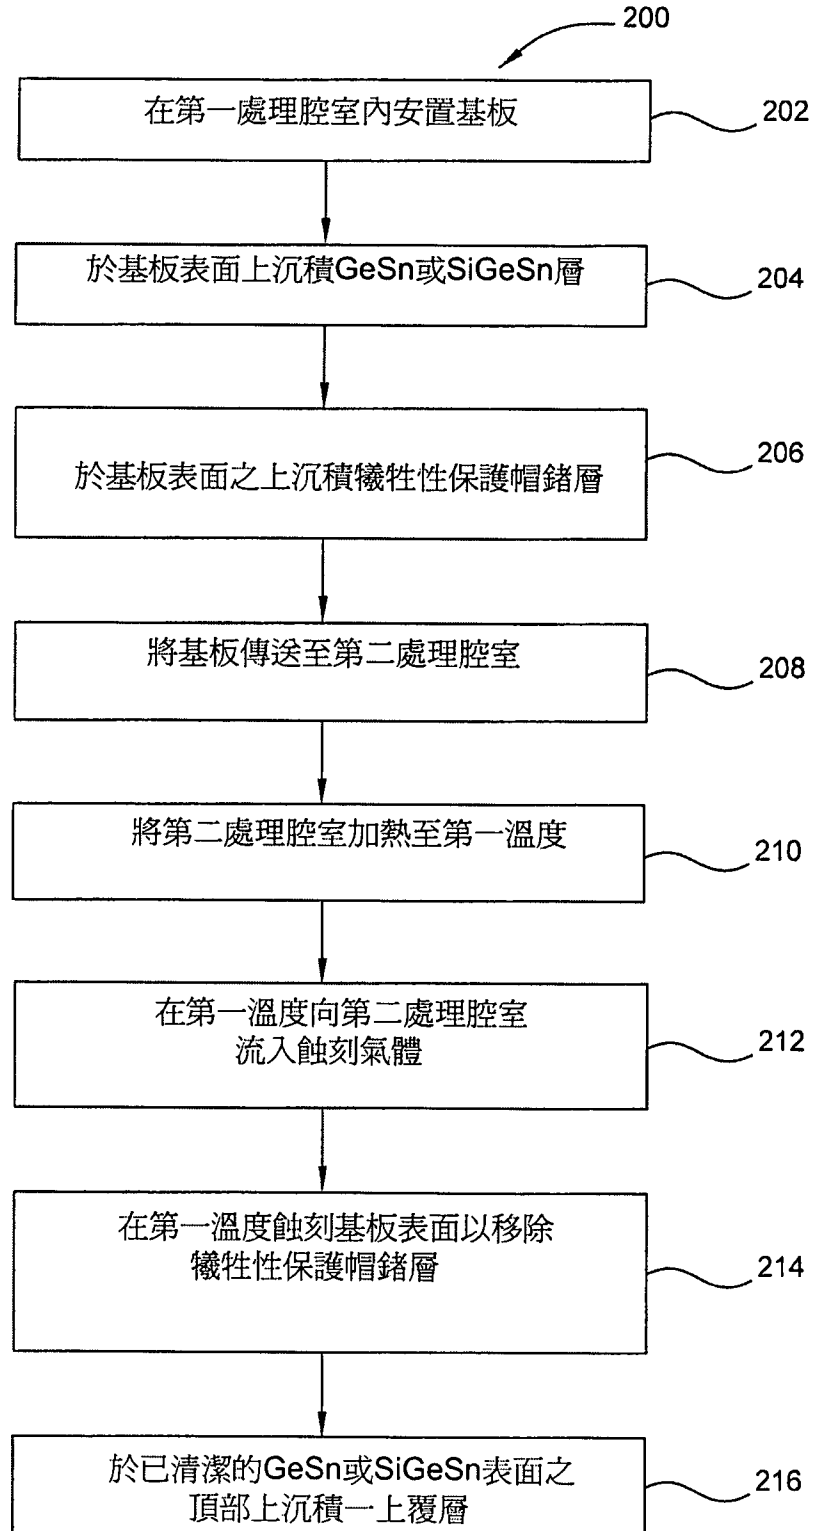 200
在第一處理腔室內安置基板
202
於基板表面上沉積GeSn或SiGeSn層
204
於基板表面之上沉積犧牲性保護帽鍺層
206
將基板傳送至第二處理腔室
208
將第二處理腔室加熱至第一溫度
210
在第一溫度向第二處理腔室
流入蝕刻氣體
212
在第一溫度蝕刻基板表面以移除
犧牲性保護帽鍺層
214
於已清潔的GeSn或SiGeSn表面之
頂部上沉積一上覆層
216